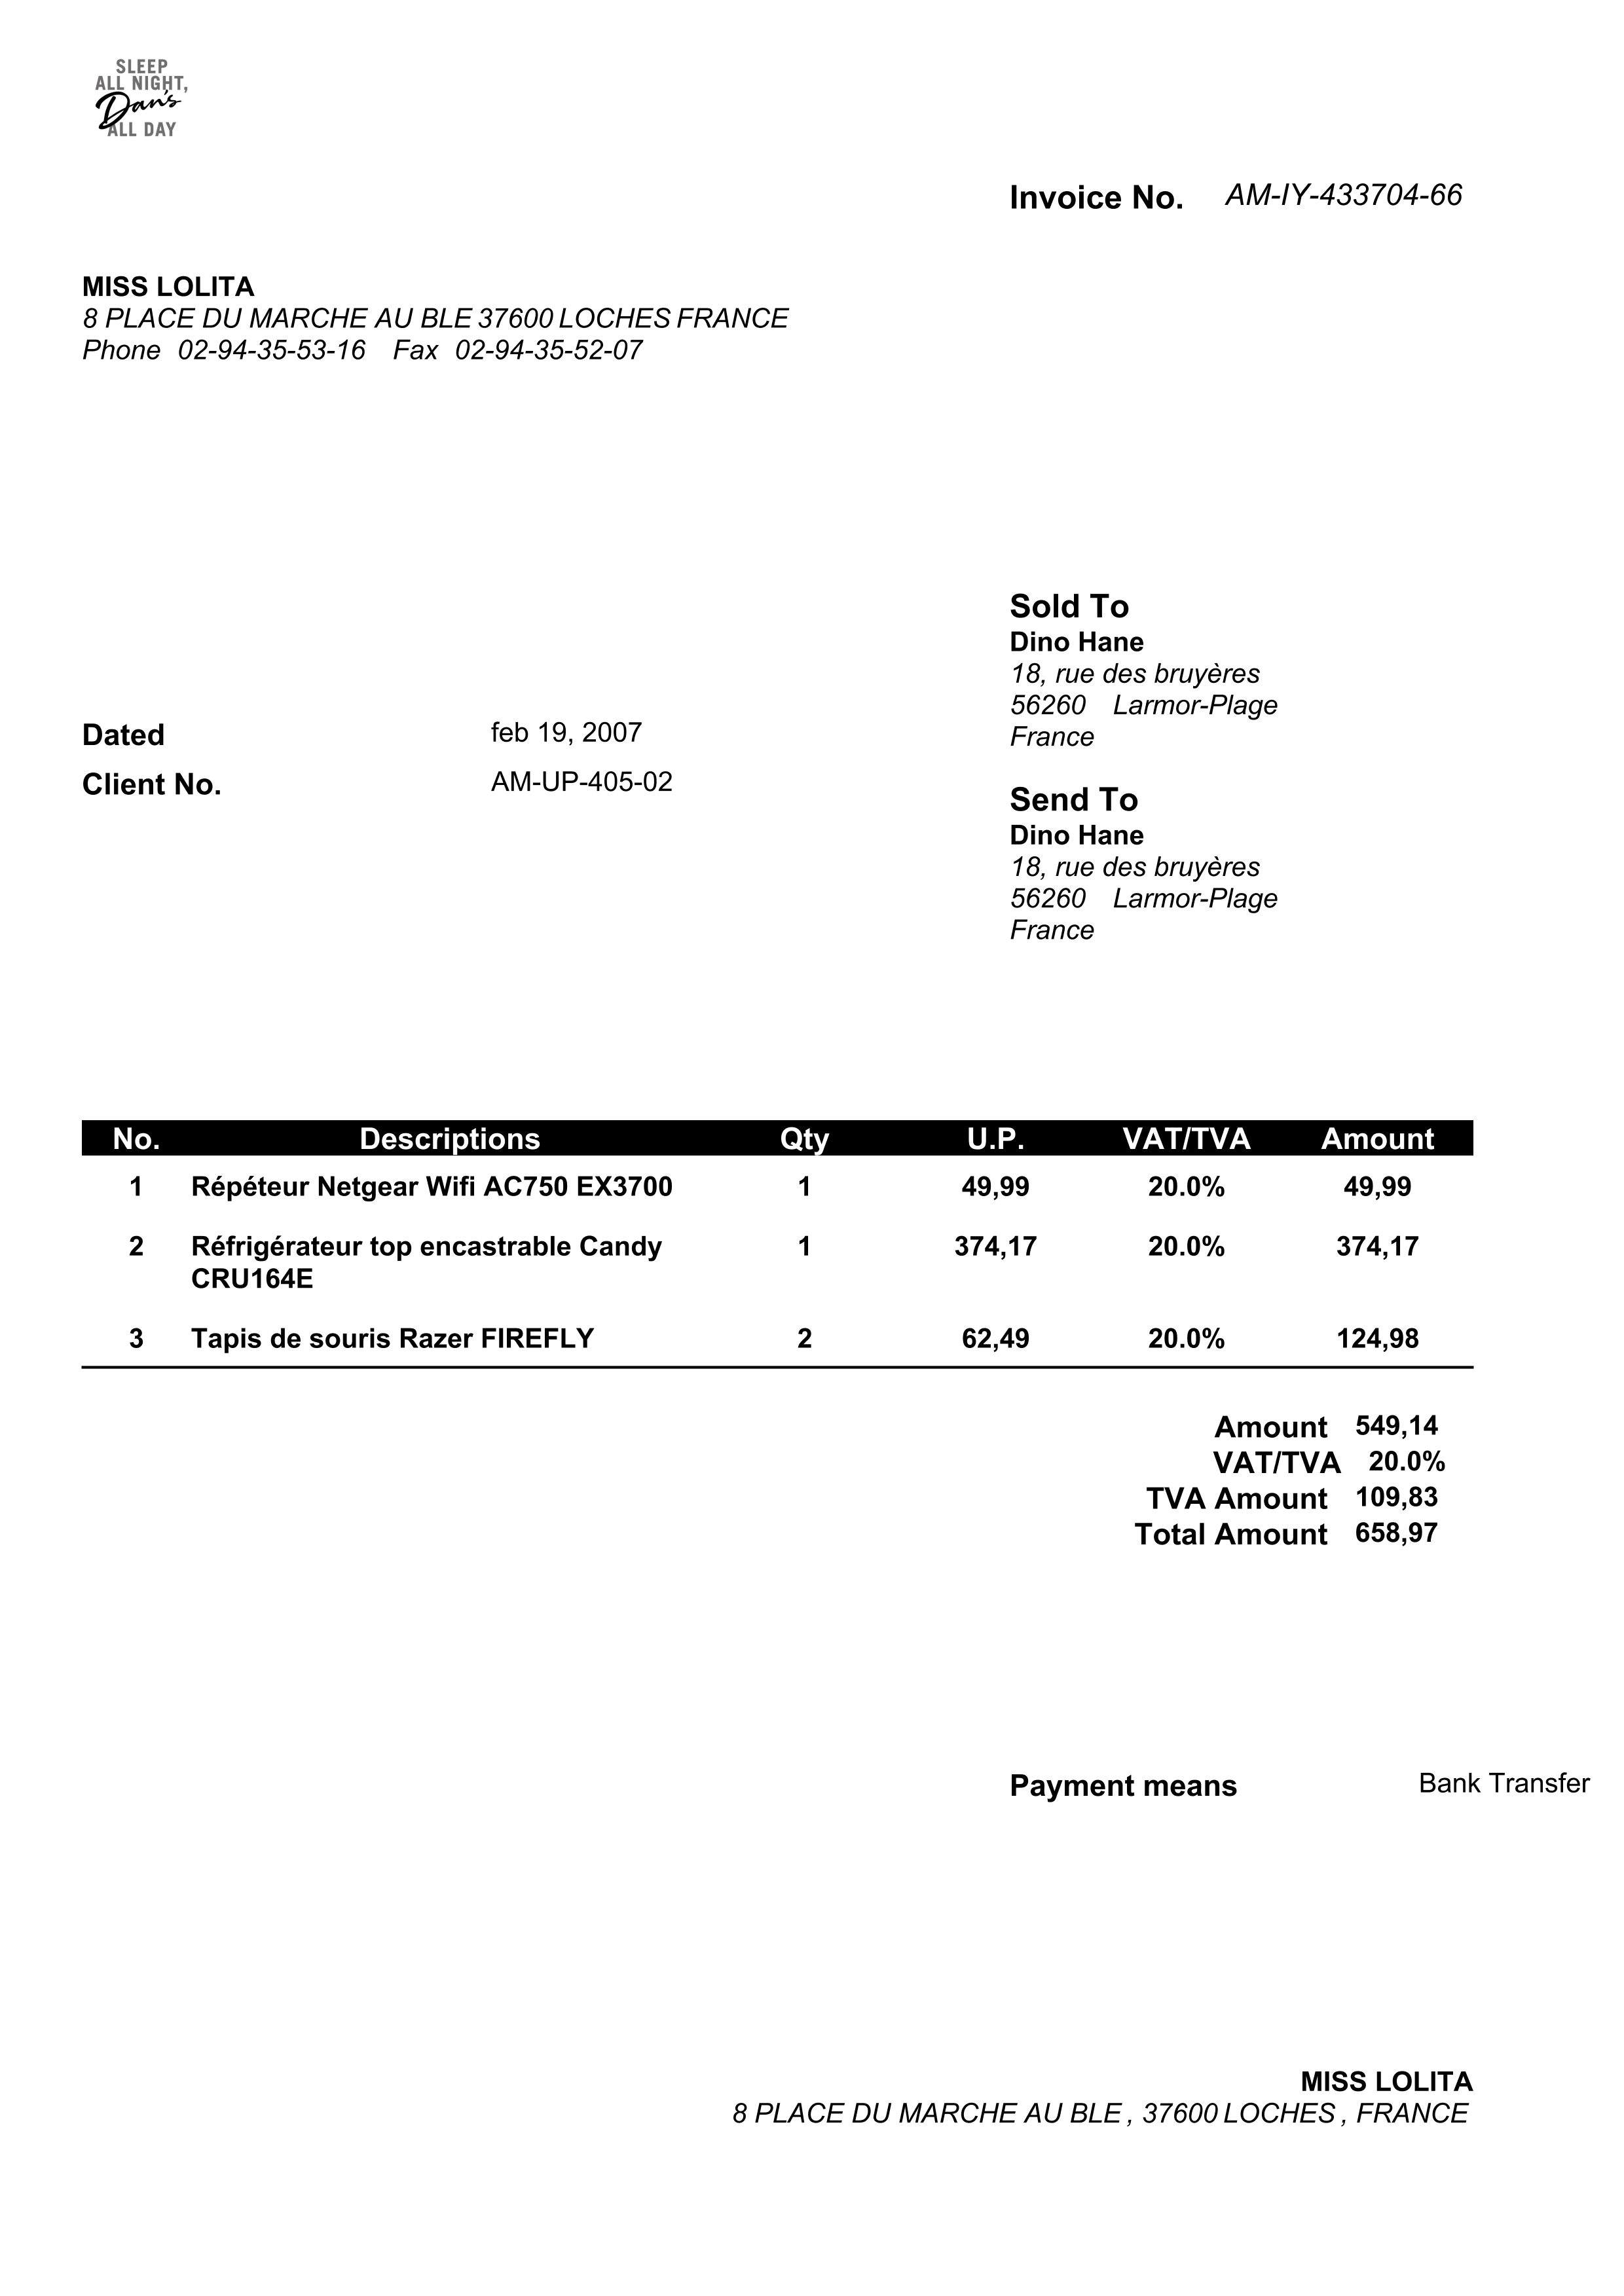 SLEEP
ALL NIGHT,
Dan's
ALL DAY
Invoice No. AM-IY-433704-66
MISS LOLITA
8 PLACE DU MARCHE AU BLE 37600 LOCHES FRANCE
Phone 02-94-35-53-16 Fax 02-94-35-52-07
Sold To
Dino Hane
18, rue des bruyères
56260 Larmor-Plage
France
Dated feb 19, 2007
Client No. AM-UP-405-02
Send To
Dino Hane
18, rue des bruyères
56260 Larmor-Plage
France
No. Descriptions Qty U.P. VAT/TVA Amount
1 Répéteur Netgear Wifi AC750 EX3700 1 49,99 20.0% 49,99
2 Réfrigérateur top encastrable Candy 1 374,17 20.0% 374,17
CRU164E
3 Tapis de souris Razer FIREFLY 2 62,49 20.0% 124,98
Amount 549,14
VAT/TVA 20.0%
TVA Amount 109,83
Total Amount 658,97
Payment means Bank Transfer
MISS LOLITA
8 PLACE DU MARCHE AU BLE , 37600 LOCHES , FRANCE